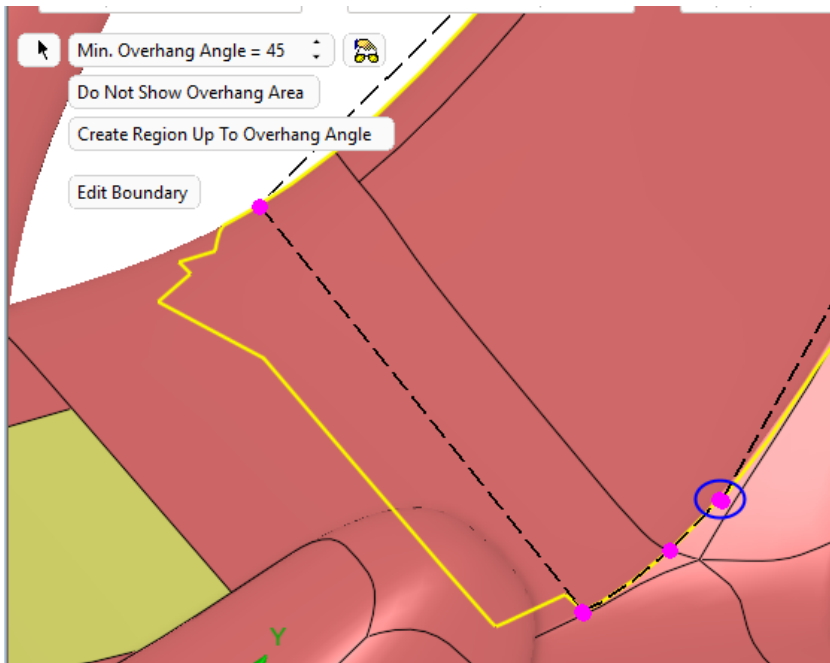 Min. Overhang Angle = 45
Do Not Show Overhang Area
Create Region Up To Overhang Angle
Edit Boundary
Y